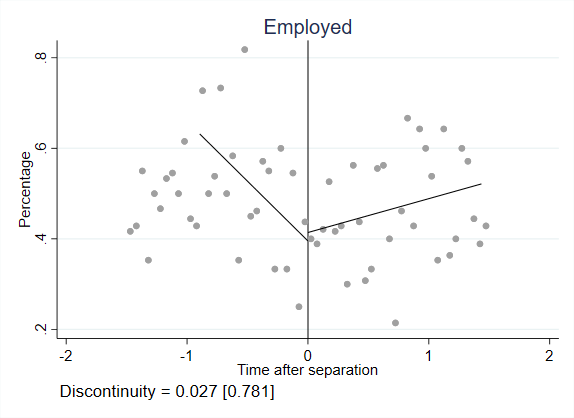 Employed
Percentage
.8
.6
.4
.2
-2 -1 0 1 2
Time after separation
Discontinuity = 0.027 [0.781]